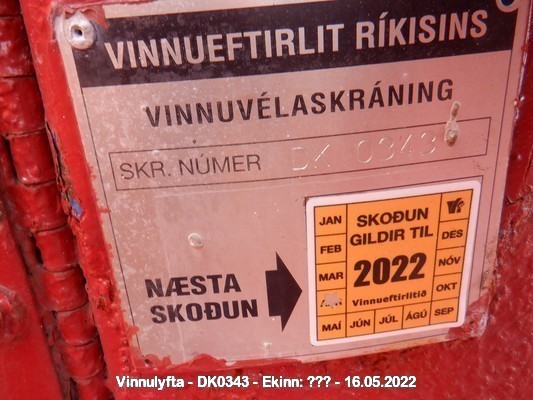 VINNUEFTIRLIT RÍKISINS
VINNUVÉLASKRÁNING
SKR. NÚMER DK 0343
NÆSTA
SKOÐUN
SKOÐUN
GILDIR TIL
2022
Vinnueftirlitið
JAN
FEB
MAR
MAÍ JÚN JÚL ÁGÚ SEP
OKT
NÓV
DES
Vinnulyfta - DK0343 - Ekinn: ??? - 16.05.2022